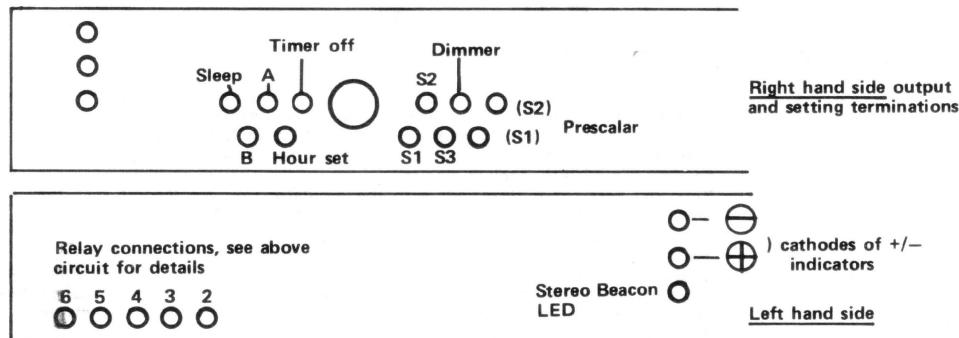 Timer off
Dimmer
Sleep A
S2
(S2)
Prescalar
(S1)
B Hour set
S1 S3
Right hand side output
and setting terminations
Relay connections, see above
circuit for details
6 5 4 3 2
Stereo Beacon
LED
) cathodes of +/−
indicators
Left hand side